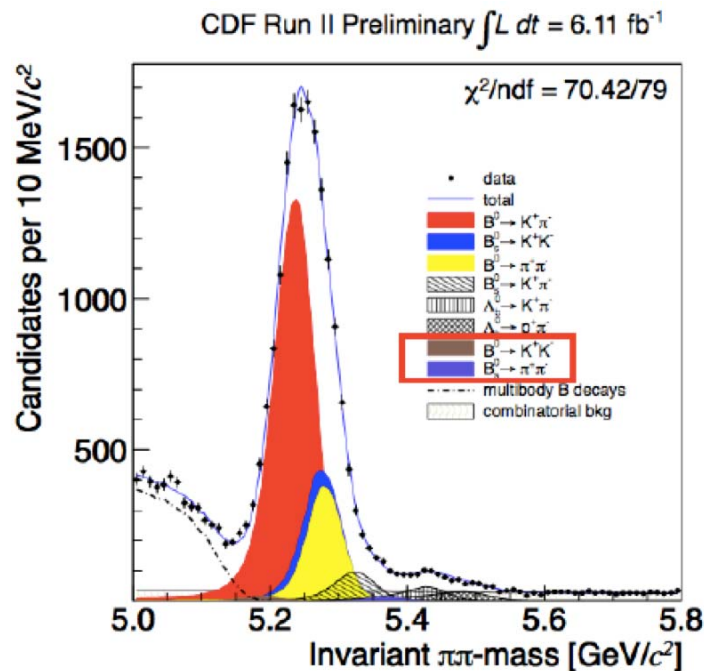 CDF Run II Preliminary ∫L dt = 6.11 fb⁻¹
χ²/ndf = 70.42/79
Candidates per 10 MeV/c²
1500
1000
500
data
total
B⁰ → K⁺π⁻
B⁰ₛ → K⁺K⁻
B⁰ → π⁺π⁻
B⁰ₛ → K⁺π⁻
Λ⁰ → K⁺π⁻
Λ⁰ → p⁺π⁻
B⁰ → K⁺K⁻
B⁰ₛ → π⁺π⁻
multibody B decays
combinatorial bkg
5.0 5.2 5.4 5.6 5.8
Invariant ππ-mass [GeV/c²]